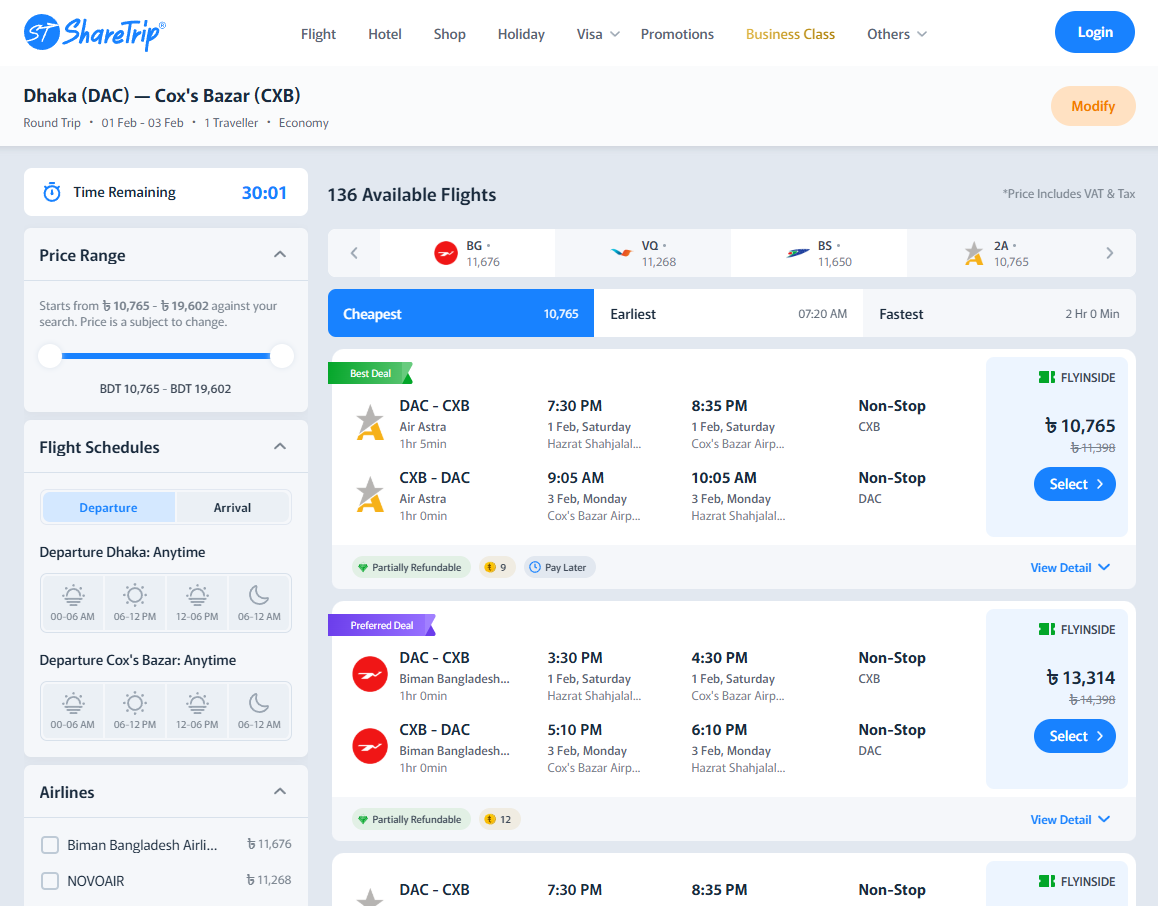 ST ShareTrip®
Flight Hotel Shop Holiday Visa Promotions Business Class Others
Login
Dhaka (DAC) — Cox's Bazar (CXB)
Round Trip • 01 Feb - 03 Feb • 1 Traveller • Economy
Modify
Time Remaining 30:01
Price Range
Starts from ৳ 10,765 - ৳ 19,602 against your
search. Price is a subject to change.
BDT 10,765 - BDT 19,602
Flight Schedules
Departure Arrival
Departure Dhaka: Anytime
00-06 AM 06-12 PM 12-06 PM 06-12 AM
Departure Cox's Bazar: Anytime
00-06 AM 06-12 PM 12-06 PM 06-12 AM
Airlines
Biman Bangladesh Airli... ৳ 11,676
NOVOAIR ৳ 11,268
136 Available Flights
*Price Includes VAT & Tax
BG •
11,676
VQ •
11,268
BS •
11,650
2A •
10,765
Cheapest 10,765
Earliest 07:20 AM
Fastest 2 Hr 0 Min
Best Deal
DAC - CXB 7:30 PM 8:35 PM Non-Stop
Air Astra 1 Feb, Saturday 1 Feb, Saturday CXB
1hr 5min Hazrat Shahjalal... Cox's Bazar Airp...
CXB - DAC 9:05 AM 10:05 AM Non-Stop
Air Astra 3 Feb, Monday 3 Feb, Monday DAC
1hr 0min Cox's Bazar Airp... Hazrat Shahjalal...
FLYINSIDE
৳ 10,765
৳ 11,398
Select
Partially Refundable 9 Pay Later View Detail
Preferred Deal
DAC - CXB 3:30 PM 4:30 PM Non-Stop
Biman Bangladesh... 1 Feb, Saturday 1 Feb, Saturday CXB
1hr 0min Hazrat Shahjalal... Cox's Bazar Airp...
CXB - DAC 5:10 PM 6:10 PM Non-Stop
Biman Bangladesh... 3 Feb, Monday 3 Feb, Monday DAC
1hr 0min Cox's Bazar Airp... Hazrat Shahjalal...
FLYINSIDE
৳ 13,314
৳ 14,398
Select
Partially Refundable 12 View Detail
DAC - CXB 7:30 PM 8:35 PM Non-Stop
FLYINSIDE